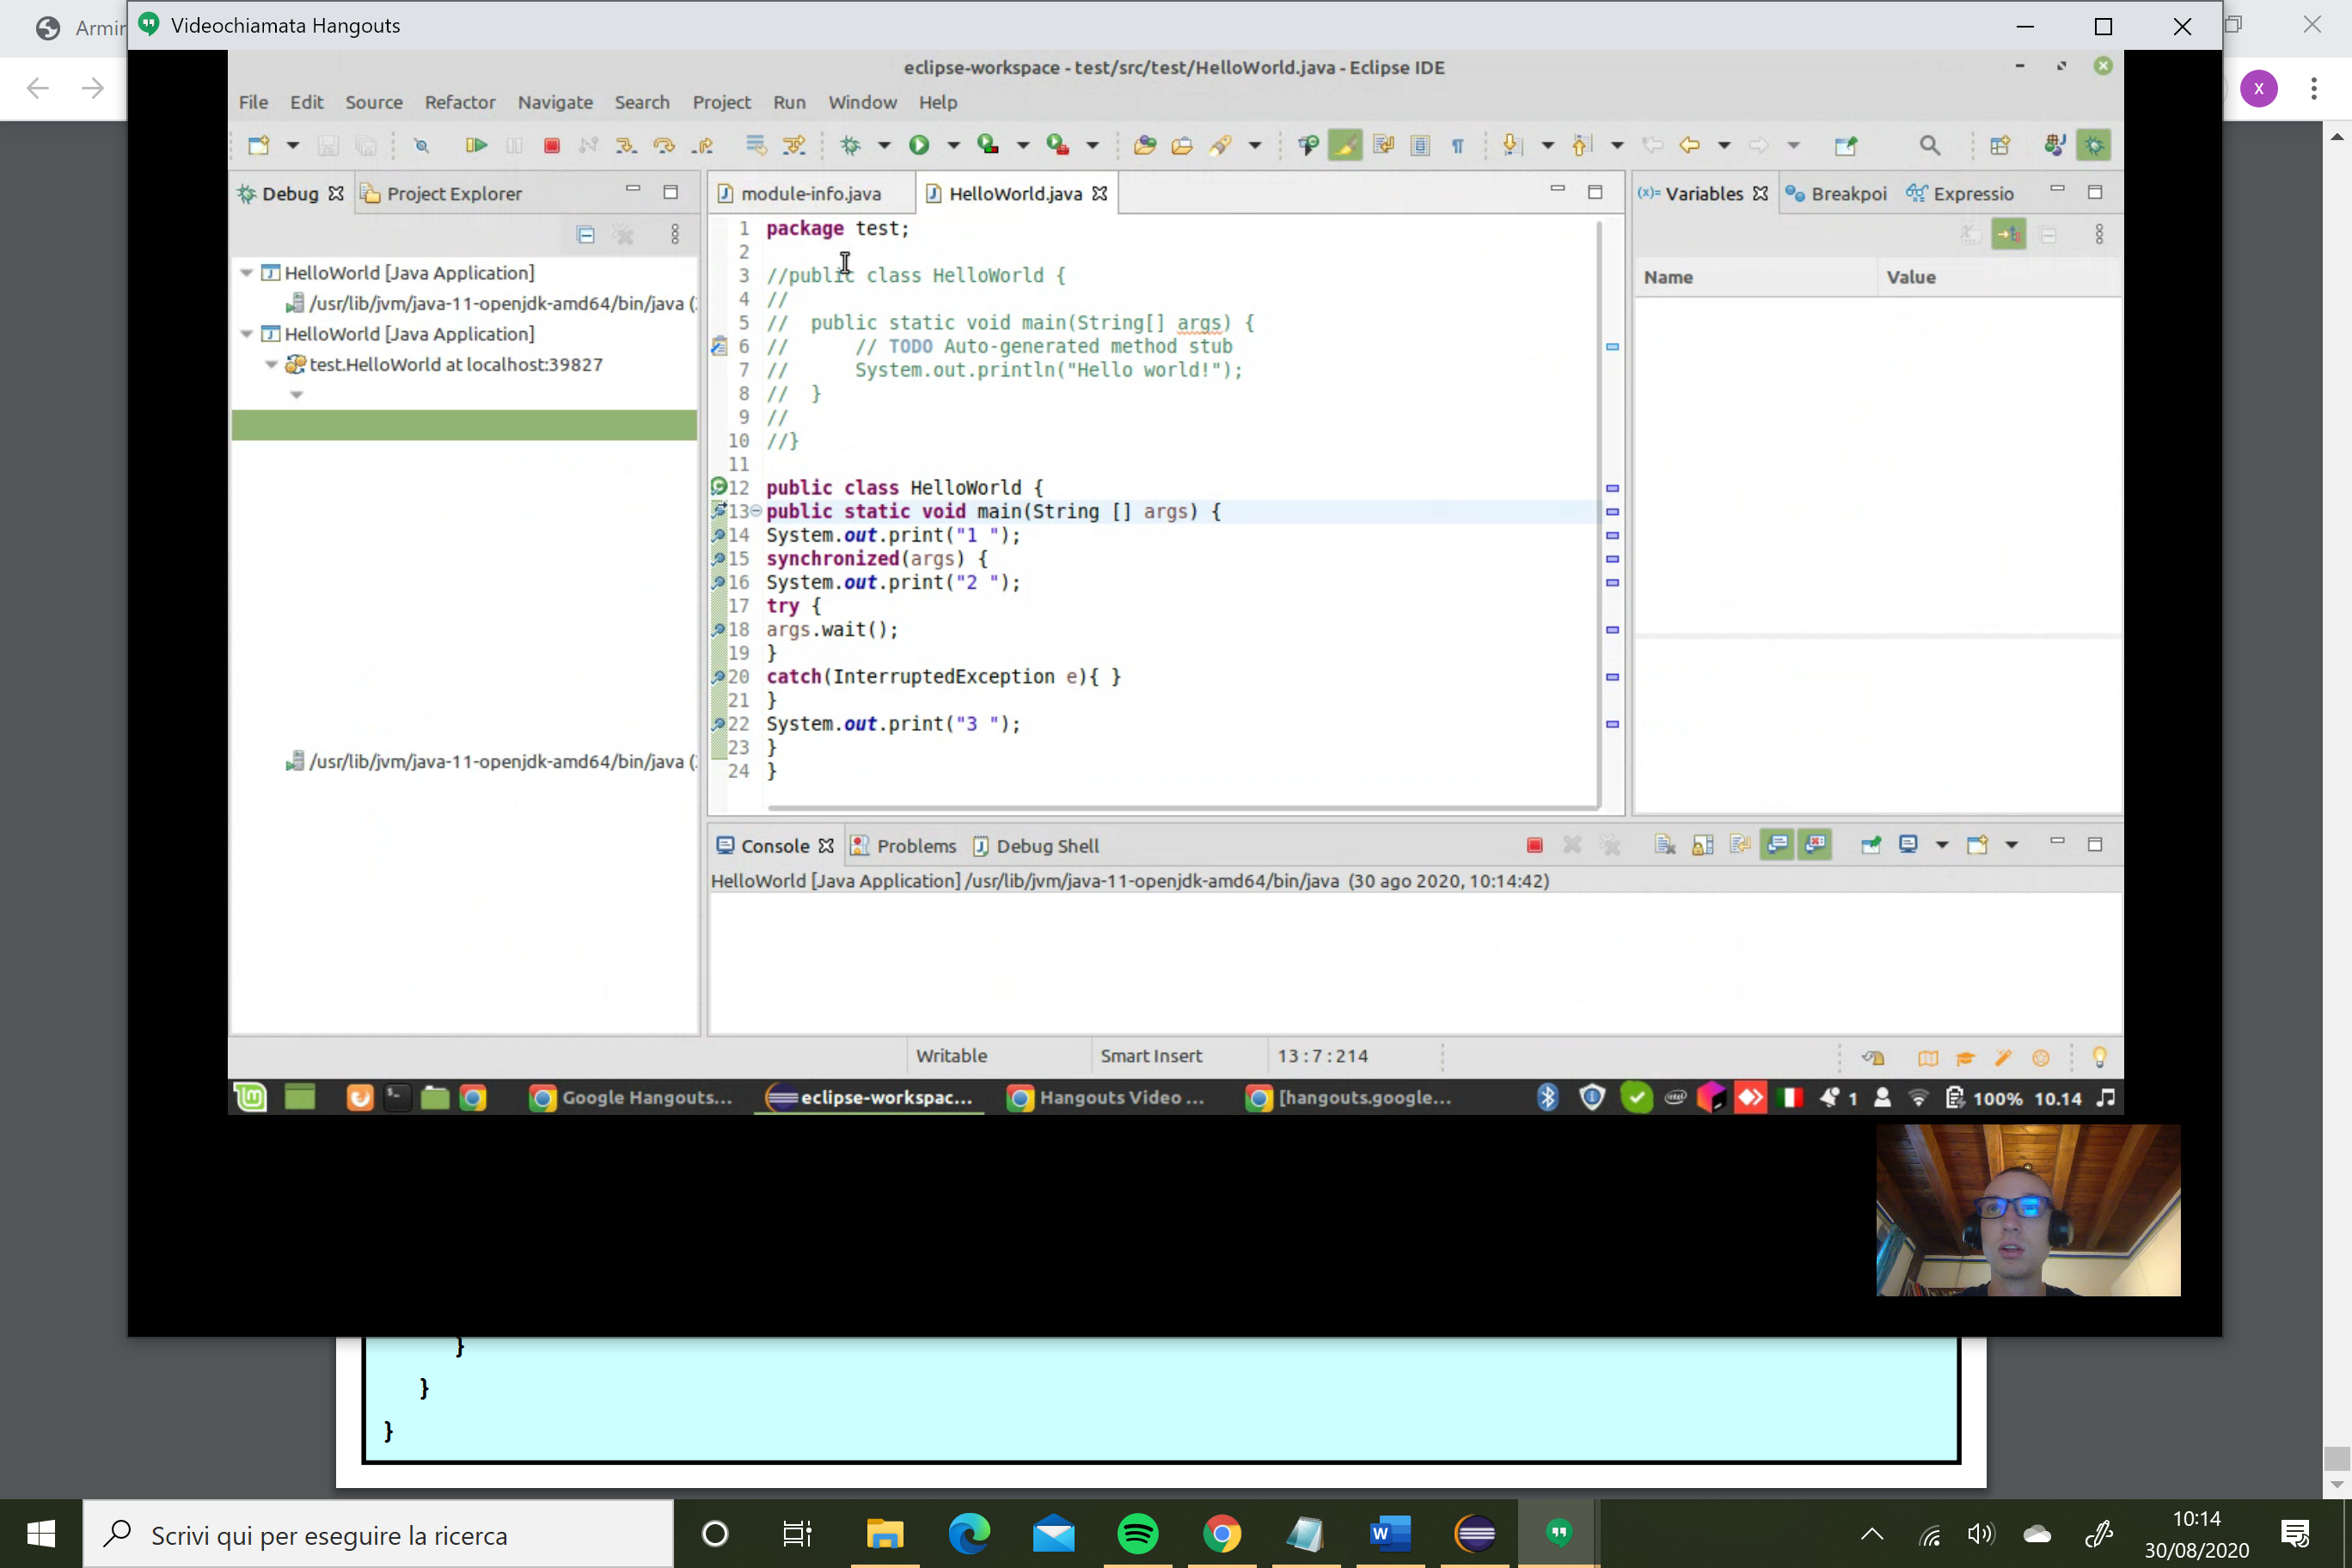 Armir
Videochiamata Hangouts
X
eclipse-workspace - test/src/test/HelloWorld.java - Eclipse IDE
File Edit Source Refactor Navigate Search Project Run Window Help
Debug Project Explorer
module-info.java HelloWorld.java
(x)= Variables Breakpoi Expressio
Name Value
HelloWorld [Java Application]
/usr/lib/jvm/java-11-openjdk-amd64/bin/java (
HelloWorld [Java Application]
test.HelloWorld at localhost:39827
/usr/lib/jvm/java-11-openjdk-amd64/bin/java (
1 package test;
2
3 //public class HelloWorld {
4 //
5 // public static void main(String[] args) {
6 // // TODO Auto-generated method stub
7 // System.out.println("Hello world!");
8 // }
9 //
10 //}
11
12 public class HelloWorld {
13 public static void main(String [] args) {
14 System.out.print("1 ");
15 synchronized(args) {
16 System.out.print("2 ");
17 try {
18 args.wait();
19 }
20 catch(InterruptedException e){ }
21 }
22 System.out.print("3 ");
23 }
24 }
Console Problems Debug Shell
HelloWorld [Java Application] /usr/lib/jvm/java-11-openjdk-amd64/bin/java (30 ago 2020, 10:14:42)
Writable Smart Insert 13 : 7 : 214
Google Hangouts... eclipse-workspac... Hangouts Video ... [hangouts.google... intel 1 100% 10.14
}
}
}
Scrivi qui per eseguire la ricerca
10:14
30/08/2020